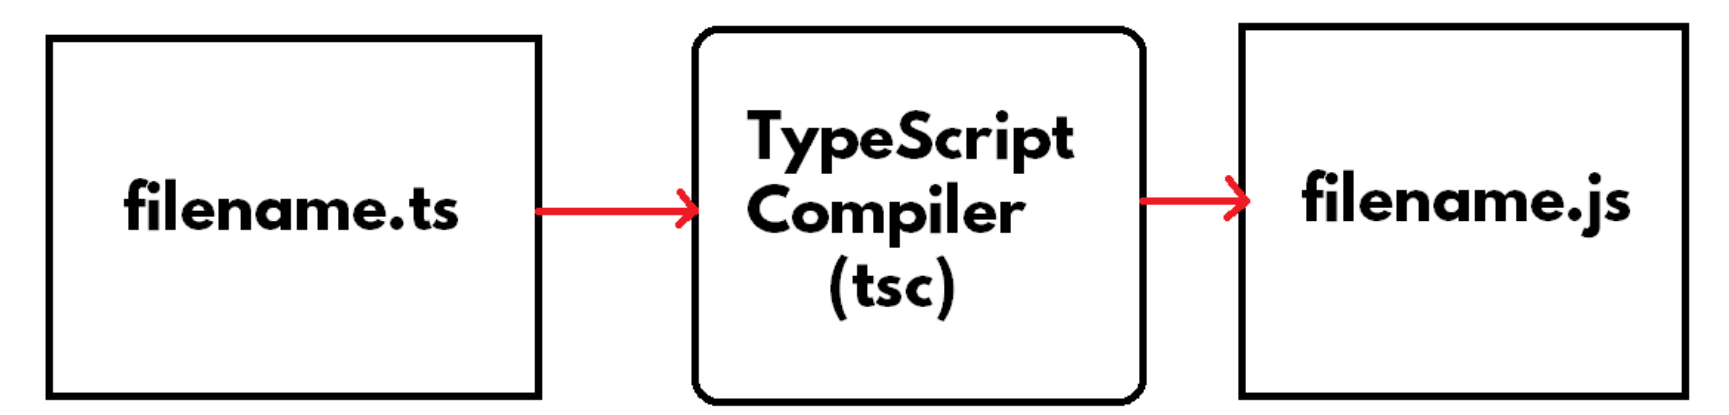 filename.ts
TypeScript
Compiler
(tsc)
filename.js